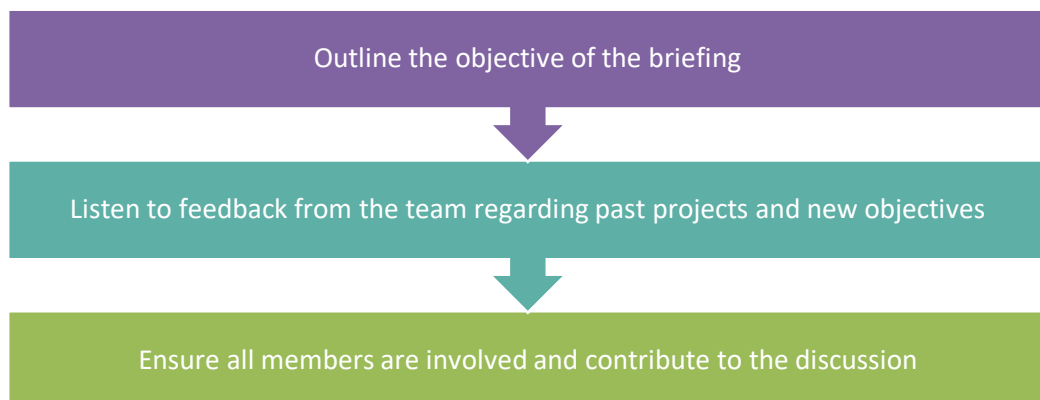 Outline the objective of the briefing
Listen to feedback from the team regarding past projects and new objectives
Ensure all members are involved and contribute to the discussion